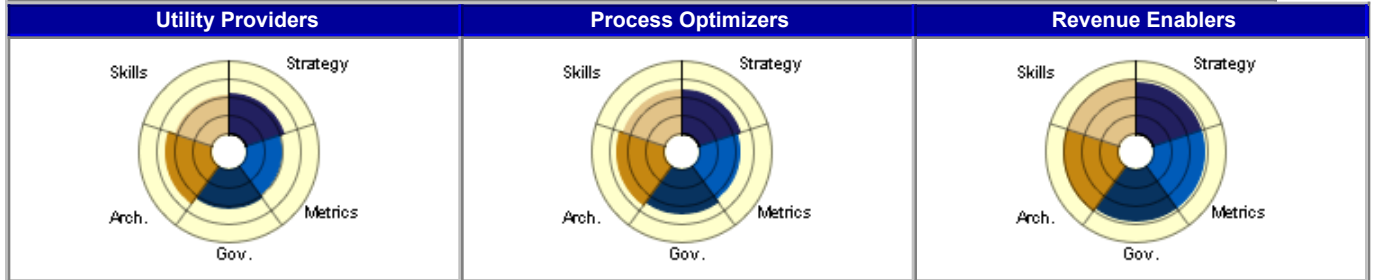 Utility Providers
Process Optimizers
Revenue Enablers
Skills
Strategy
Arch.
Metrics
Gov.
Skills
Strategy
Arch.
Metrics
Gov.
Skills
Strategy
Arch.
Metrics
Gov.